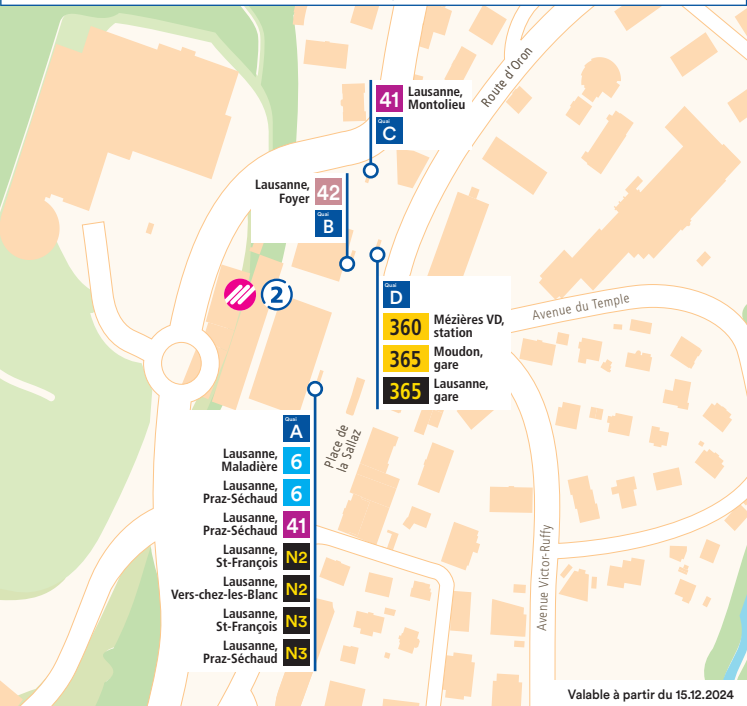 Route d'Oron
41 Lausanne,
Montolieu
Quai
C
Lausanne,
Foyer 42
Quai
B
2
Quai
D
360 Mézières VD,
station
365 Moudon,
gare
365 Lausanne,
gare
Avenue du Temple
Quai
A
Place de
la Sallaz
Lausanne,
Maladière 6
Lausanne,
Praz-Séchaud 6
Lausanne,
Praz-Séchaud 41
Lausanne,
St-François N2
Lausanne,
Vers-chez-les-Blanc N2
Lausanne,
St-François N3
Lausanne,
Praz-Séchaud N3
Avenue Victor-Ruffy
Valable à partir du 15.12.2024